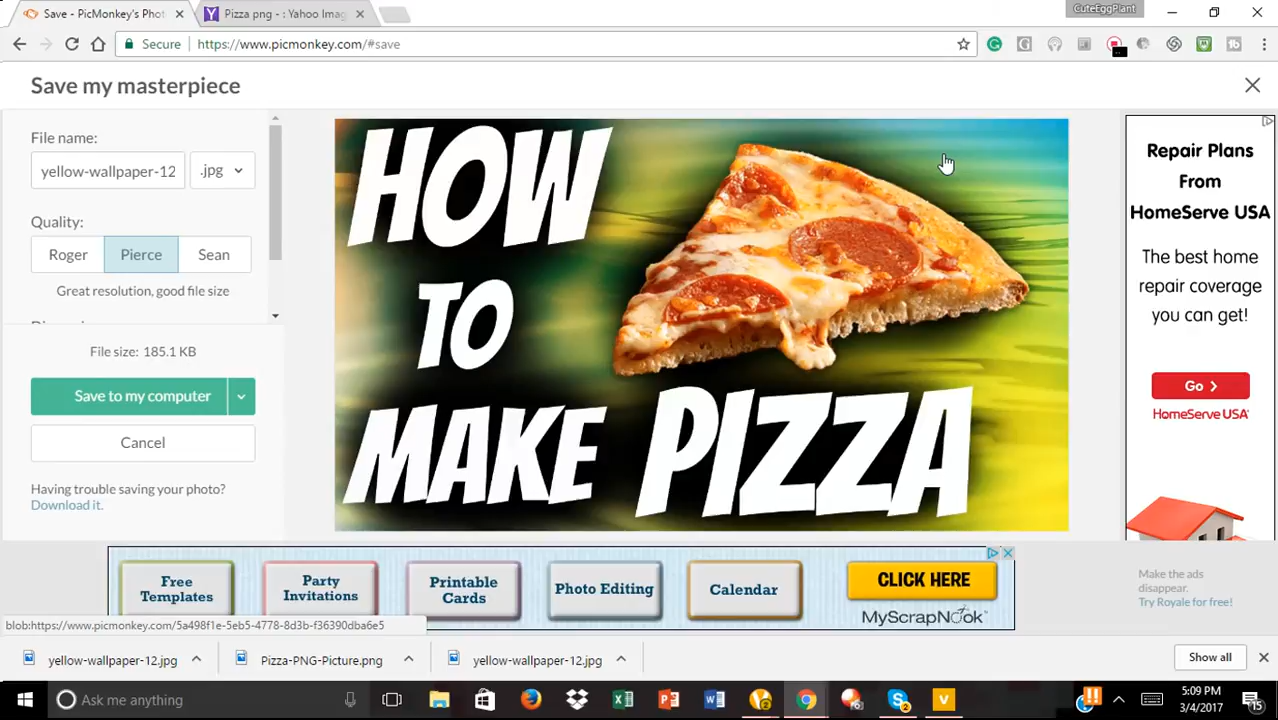 Save - PicMonkey's Phot
Pizza png - : Yahoo Imag
CuteEggPlant
Secure
https://www.picmonkey.com/#save
Save my masterpiece
File name:
yellow-wallpaper-12
.jpg
Quality:
Roger
Pierce
Sean
Great resolution, good file size
File size: 185.1 KB
Save to my computer
Cancel
Having trouble saving your photo?
Download it.
HOW
TO
MAKE PIZZA
Repair Plans
From
HomeServe USA
The best home
repair coverage
you can get!
Go
HomeServe USA
Free
Templates
Party
Invitations
Printable
Cards
Photo Editing
Calendar
CLICK HERE
MyScrapNook
Make the ads
disappear.
Try Royale for free!
blob:https://www.picmonkey.com/5a498f1e-5eb5-4778-8d3b-f36390dba6e5
yellow-wallpaper-12.jpg
Pizza-PNG-Picture.png
yellow-wallpaper-12.jpg
Show all
Ask me anything
5:09 PM
3/4/2017
15